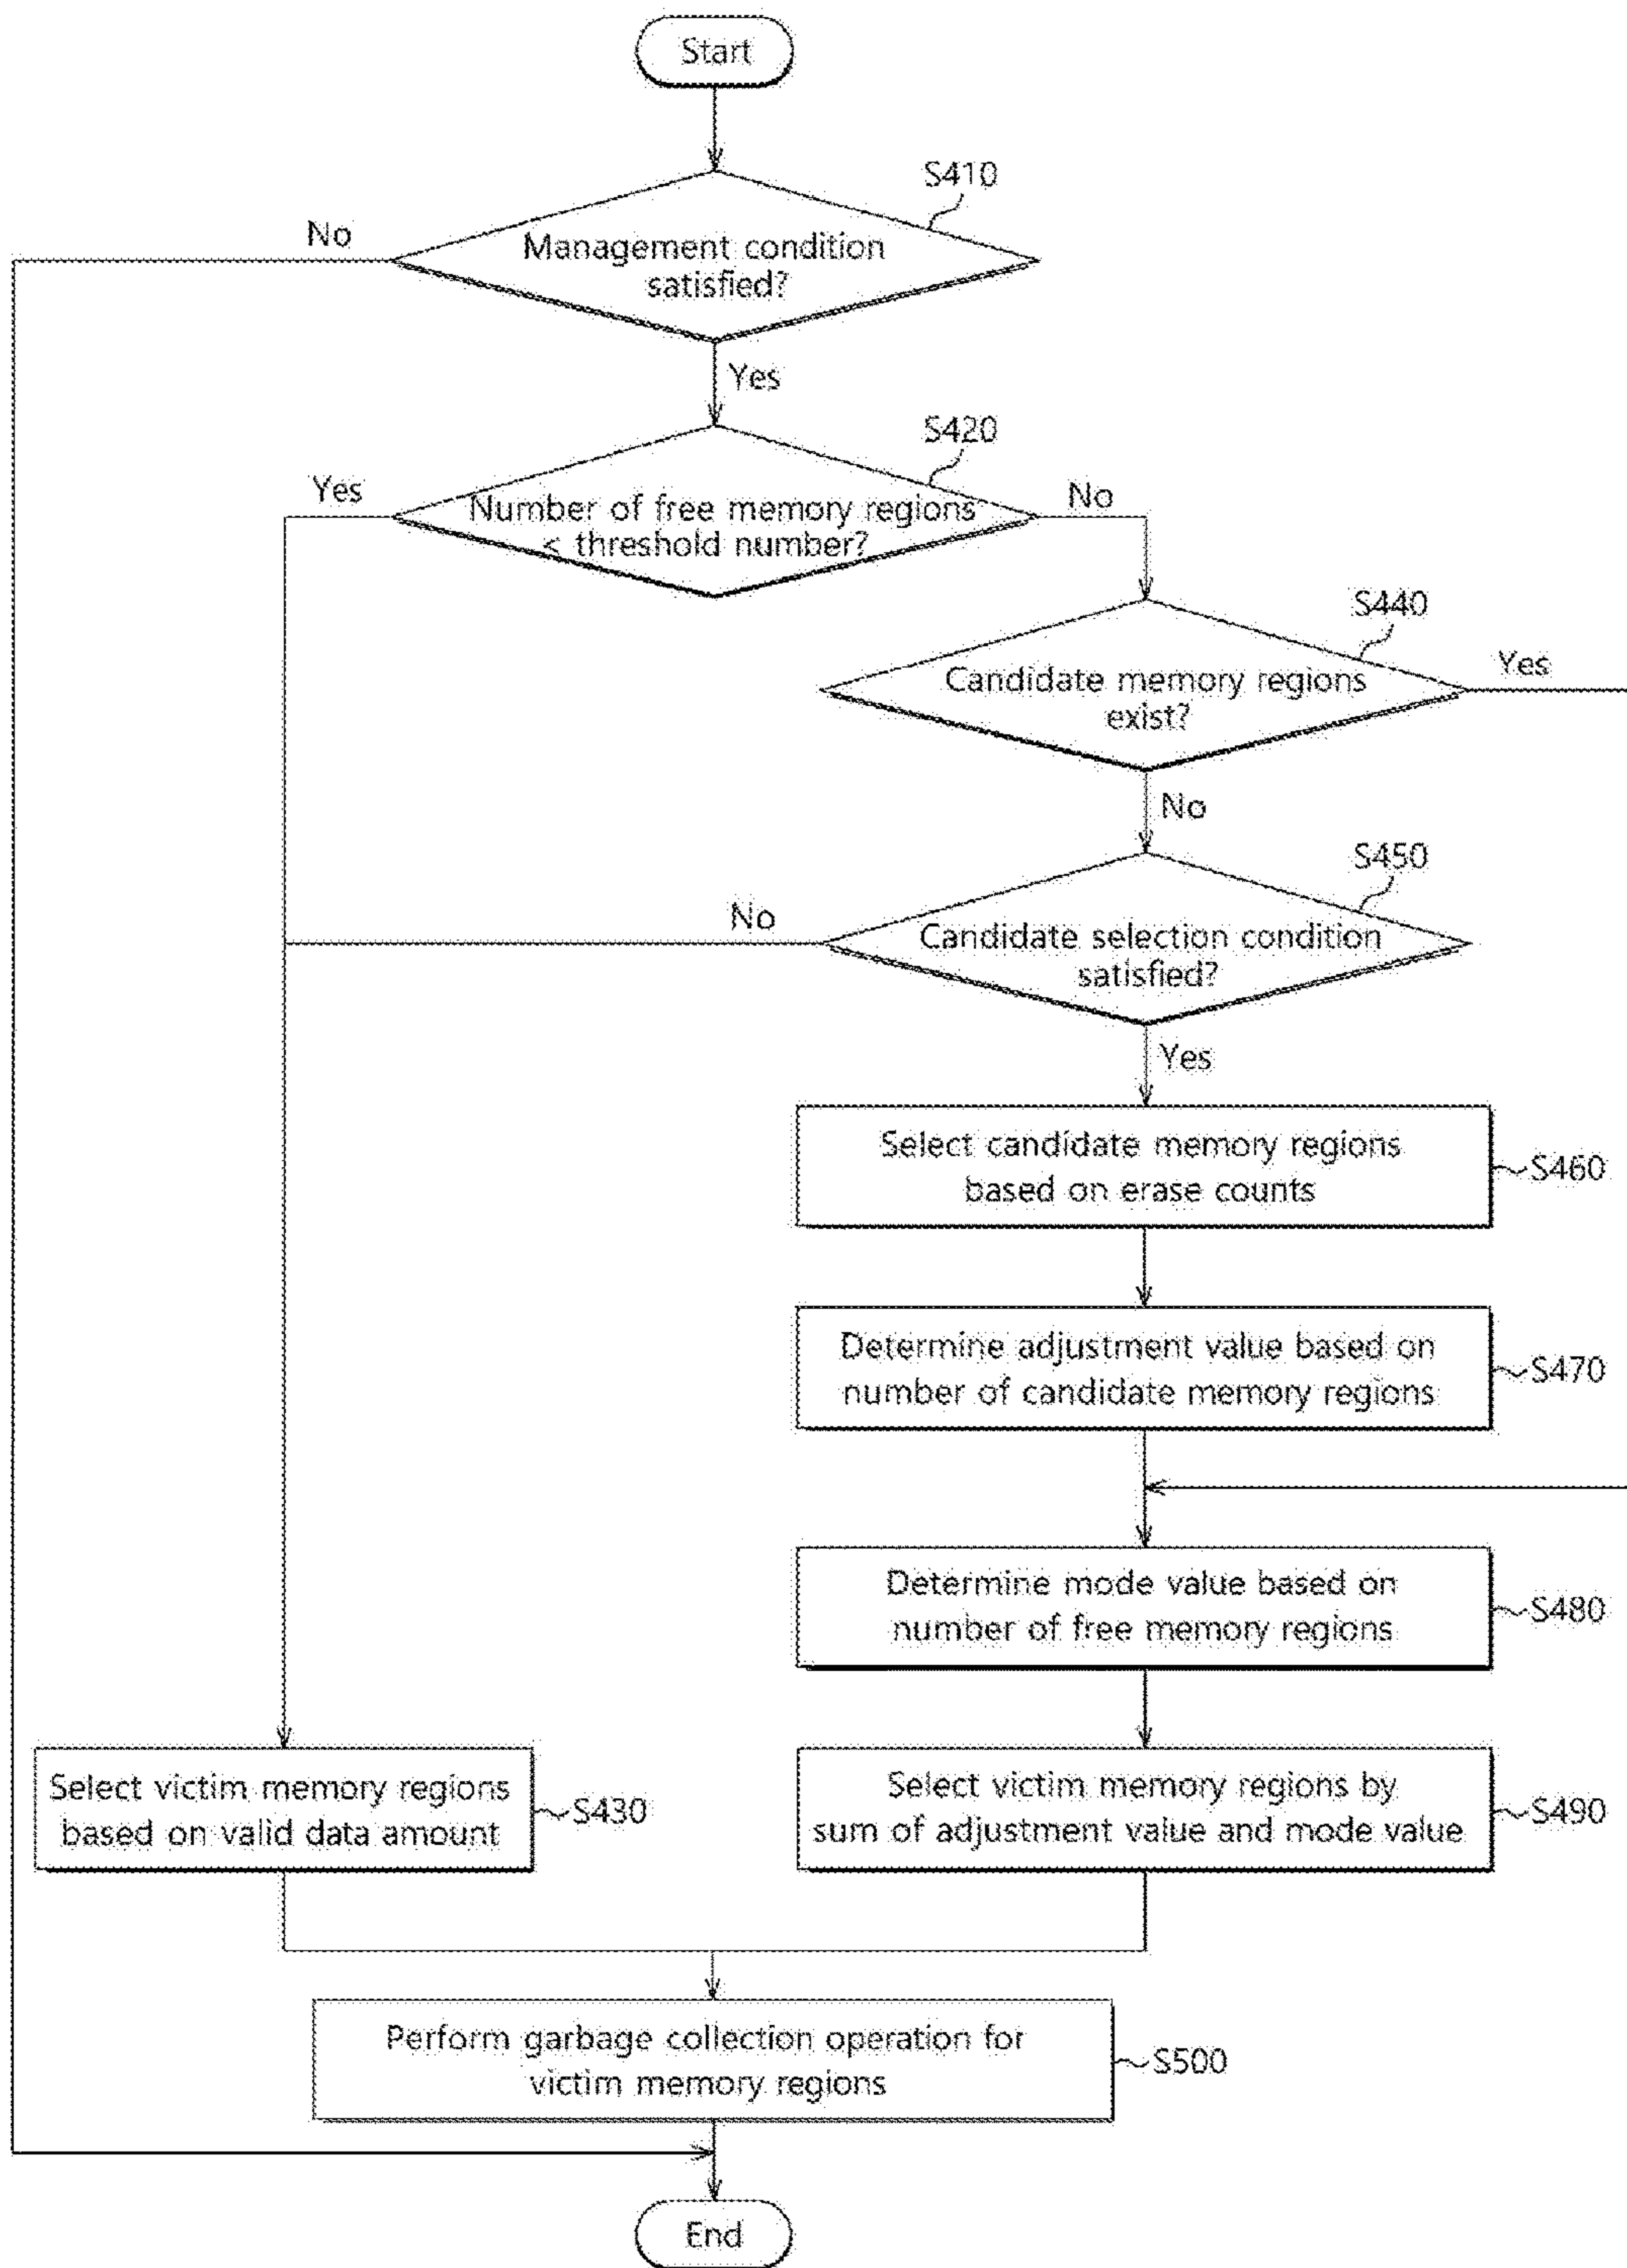 Start
S410
No
Management condition
satisfied?
Yes
S420
Yes
No
Number of free memory regions
< threshold number?
S440
Yes
Candidate memory regions
exist?
No
S450
No
Candidate selection condition
satisfied?
Yes
Select candidate memory regions
based on erase counts
S460
Determine adjustment value based on
number of candidate memory regions
S470
Determine mode value based on
number of free memory regions
S480
Select victim memory regions
based on valid data amount
S430
Select victim memory regions by
sum of adjustment value and mode value
S490
Perform garbage collection operation for
victim memory regions
S500
End